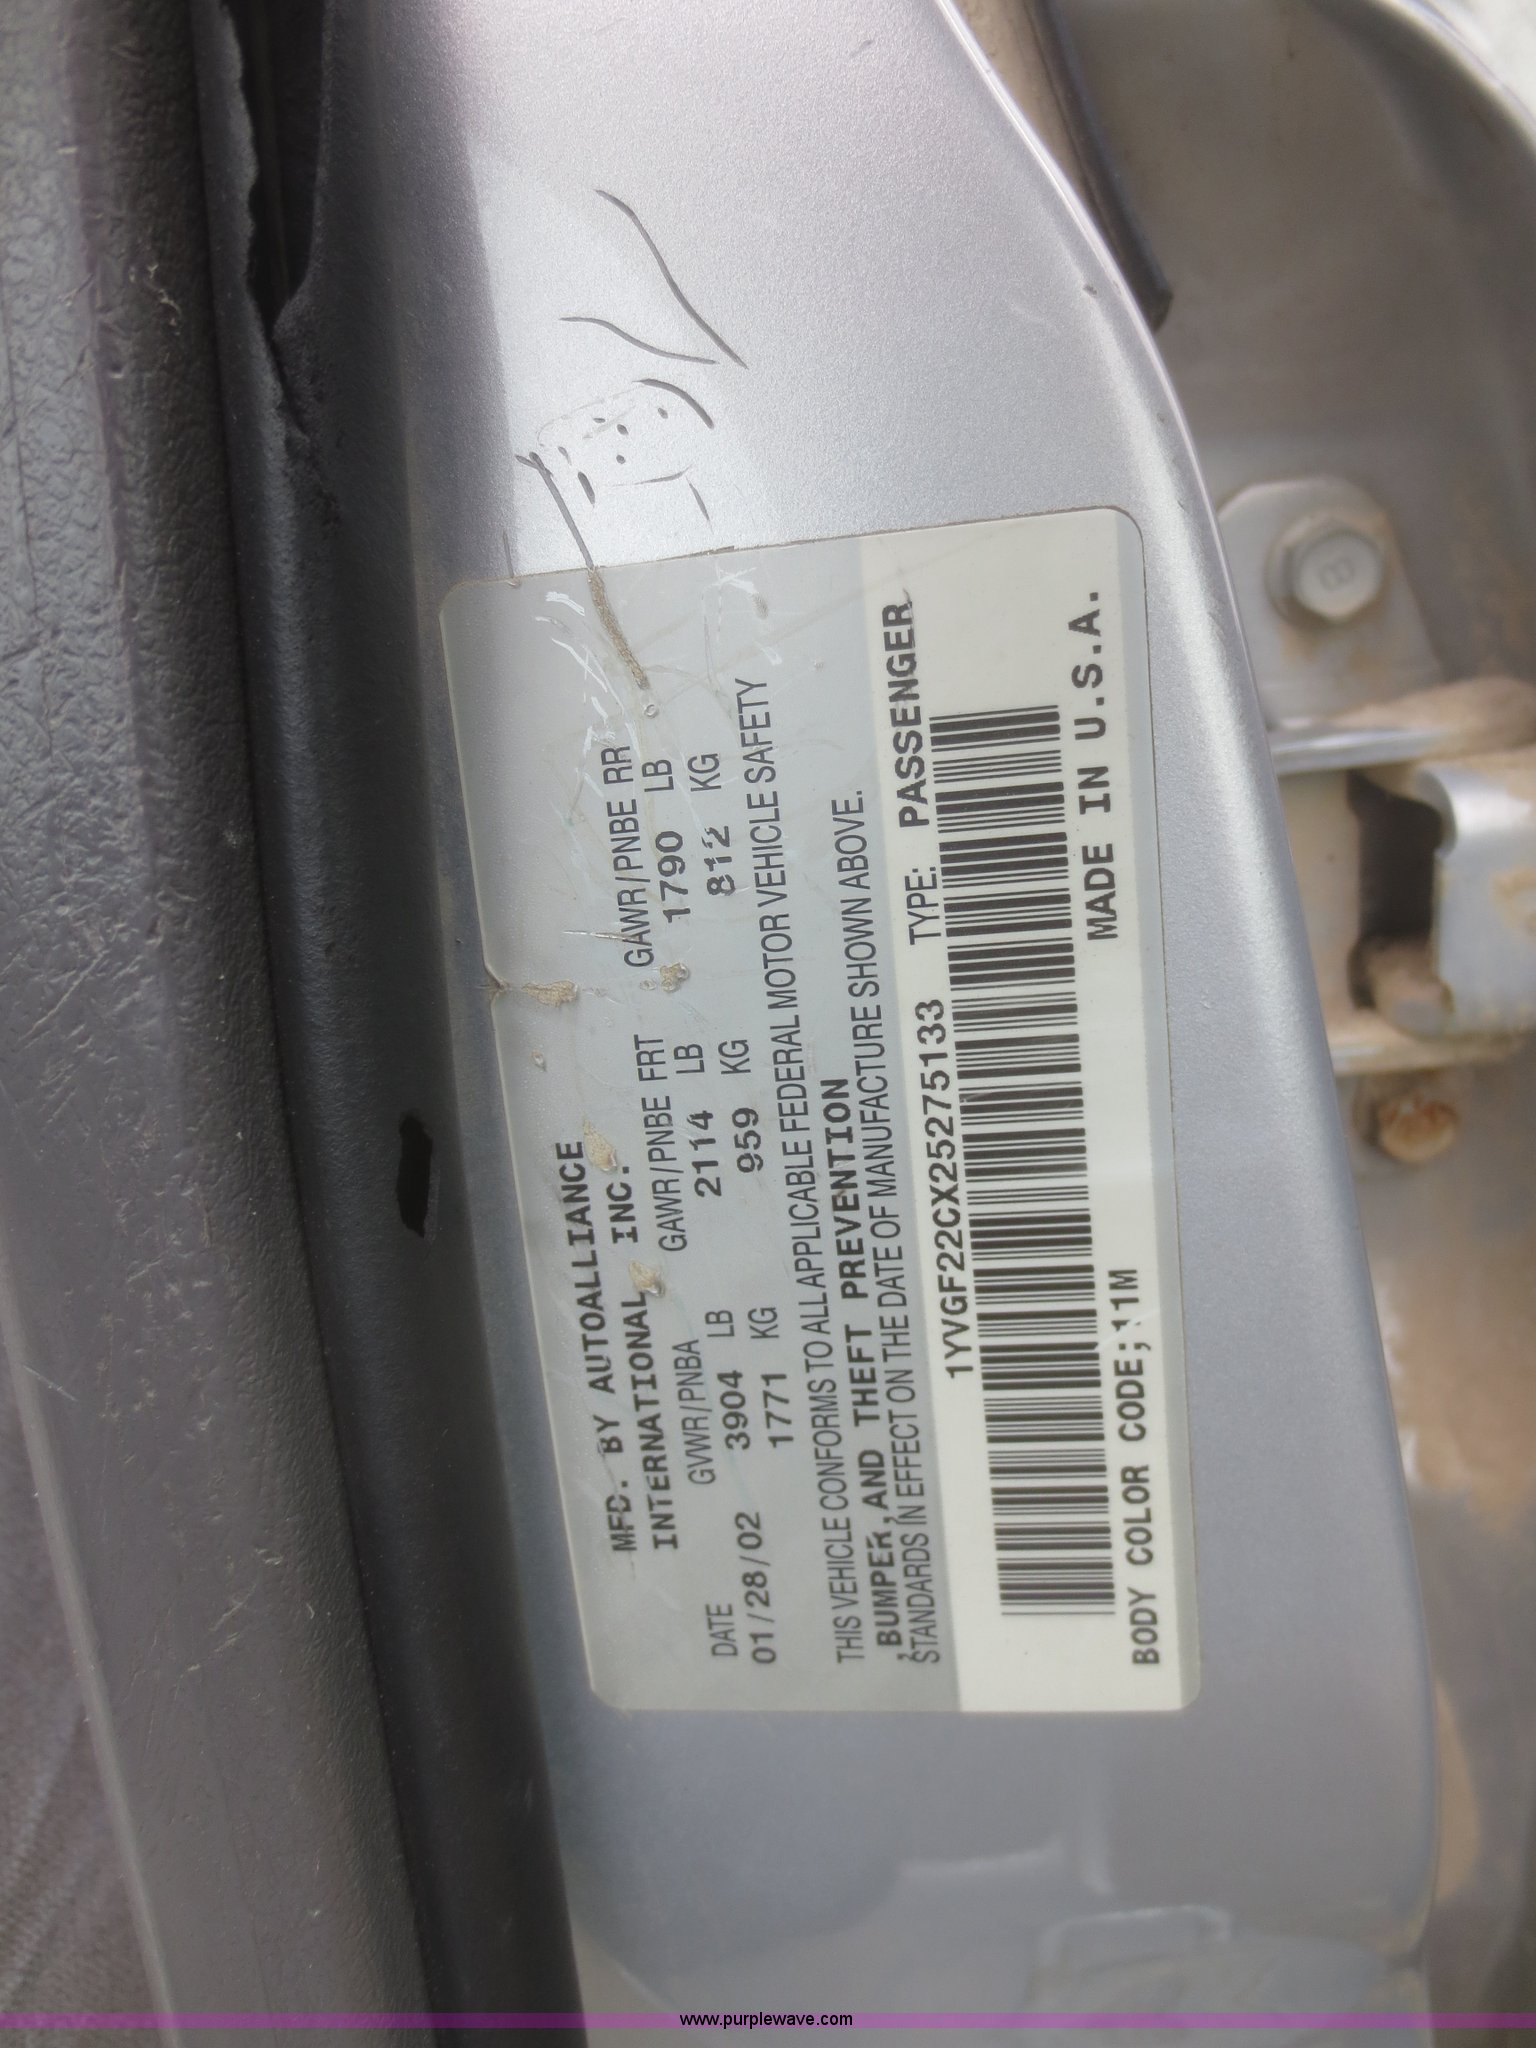 MFD. BY AUTOALLIANCE
INTERNATIONAL INC.
DATE GVWR/PNBA GAWR/PNBE FRT GAWR/PNBE RR
01/28/02 3904 LB 2114 LB 1790 LB
1771 KG 959 KG 812 KG
THIS VEHICLE CONFORMS TO ALL APPLICABLE FEDERAL MOTOR VEHICLE SAFETY
,BUMPER,AND THEFT PREVENTION
STANDARDS IN EFFECT ON THE DATE OF MANUFACTURE SHOWN ABOVE.
1YVGF22CX25275133 TYPE: PASSENGER
BODY COLOR CODE;11M MADE IN U.S.A.
8
www.purplewave.com